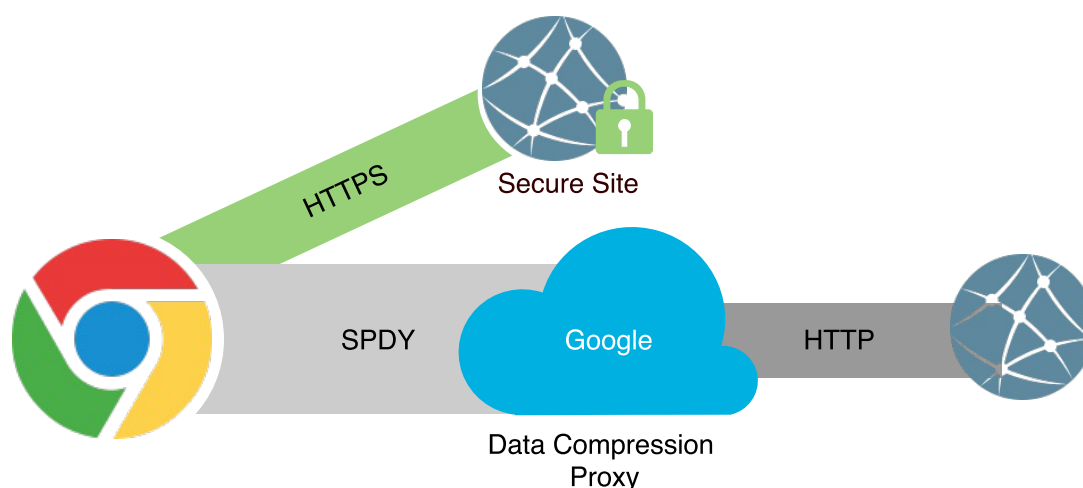 HTTPS
Secure Site
SPDY
Google
HTTP
Data Compression
Proxy